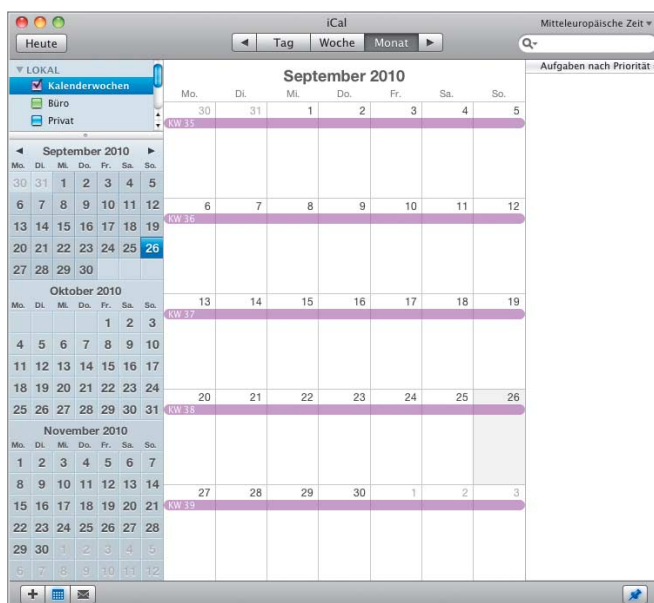 iCal
Mitteleuropäische Zeit
Heute
Tag Woche Monat
LOKAL
Kalenderwochen
Büro
Privat
September 2010
Mo. Di. Mi. Do. Fr. Sa. So.
30 31 1 2 3 4 5
6 7 8 9 10 11 12
13 14 15 16 17 18 19
20 21 22 23 24 25 26
27 28 29 30
Oktober 2010
Mo. Di. Mi. Do. Fr. Sa. So.
1 2 3
4 5 6 7 8 9 10
11 12 13 14 15 16 17
18 19 20 21 22 23 24
25 26 27 28 29 30 31
November 2010
Mo. Di. Mi. Do. Fr. Sa. So.
1 2 3 4 5 6 7
8 9 10 11 12 13 14
15 16 17 18 19 20 21
22 23 24 25 26 27 28
29 30 1 2 3 4 5
6 7 8 9 10 11 12
September 2010
Mo. Di. Mi. Do. Fr. Sa. So.
30 31 1 2 3 4 5
KW 35
6 7 8 9 10 11 12
KW 36
13 14 15 16 17 18 19
KW 37
20 21 22 23 24 25 26
KW 38
27 28 29 30 1 2 3
KW 39
Aufgaben nach Priorität